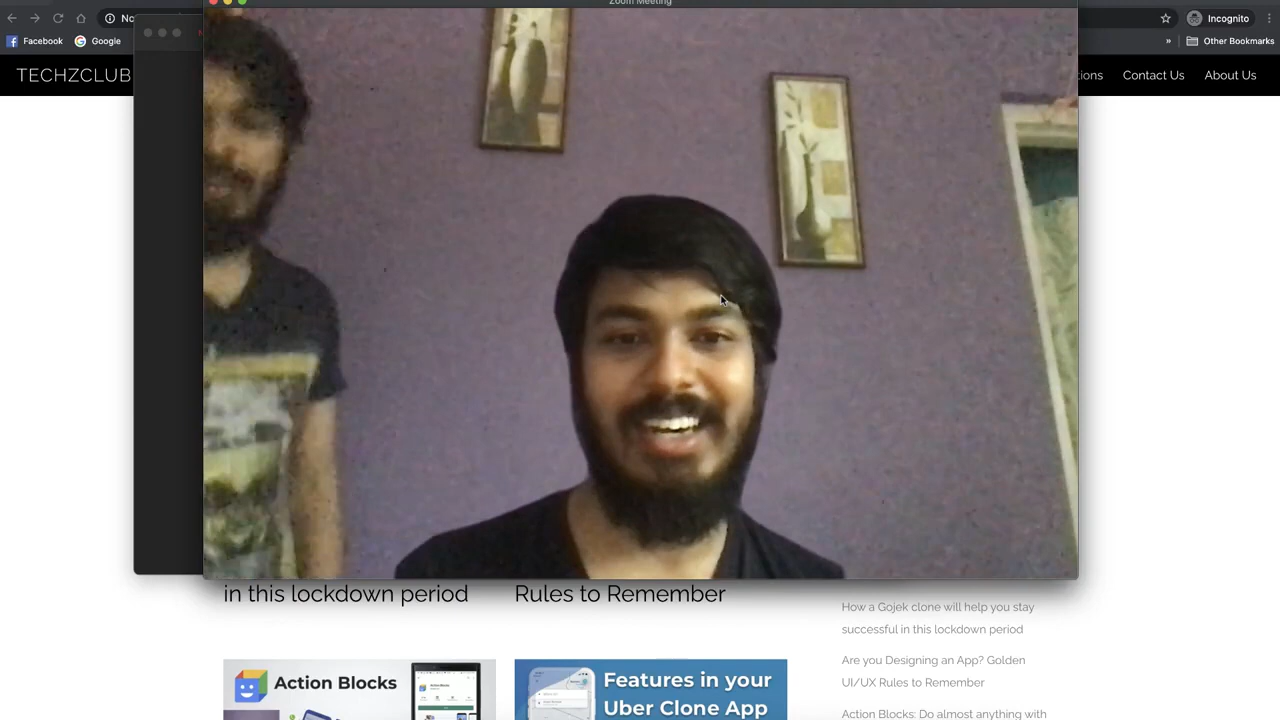 Zoom Meeting
Incognito
Facebook
Google
»
Other Bookmarks
TECHZCLUB
Contact Us
About Us
in this lockdown period
Rules to Remember
How a Gojek clone will help you stay
successful in this lockdown period
Are you Designing an App? Golden
UI/UX Rules to Remember
Action Blocks: Do almost anything with
Action Blocks
Features in your
Uber Clone App